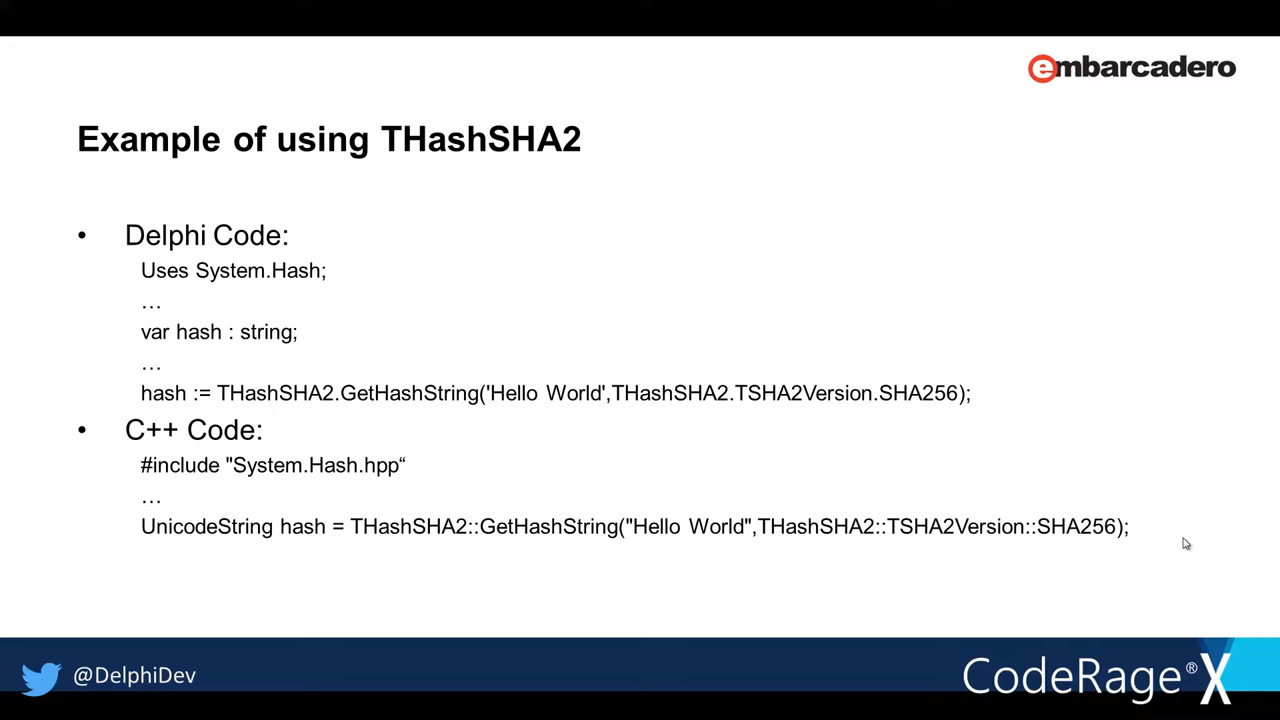 embarcadero
Example of using THashSHA2
• Delphi Code:
Uses System.Hash;
…
var hash : string;
…
hash := THashSHA2.GetHashString('Hello World',THashSHA2.TSHA2Version.SHA256);
• C++ Code:
#include "System.Hash.hpp“
…
UnicodeString hash = THashSHA2::GetHashString("Hello World",THashSHA2::TSHA2Version::SHA256);
@DelphiDev
CodeRage® X